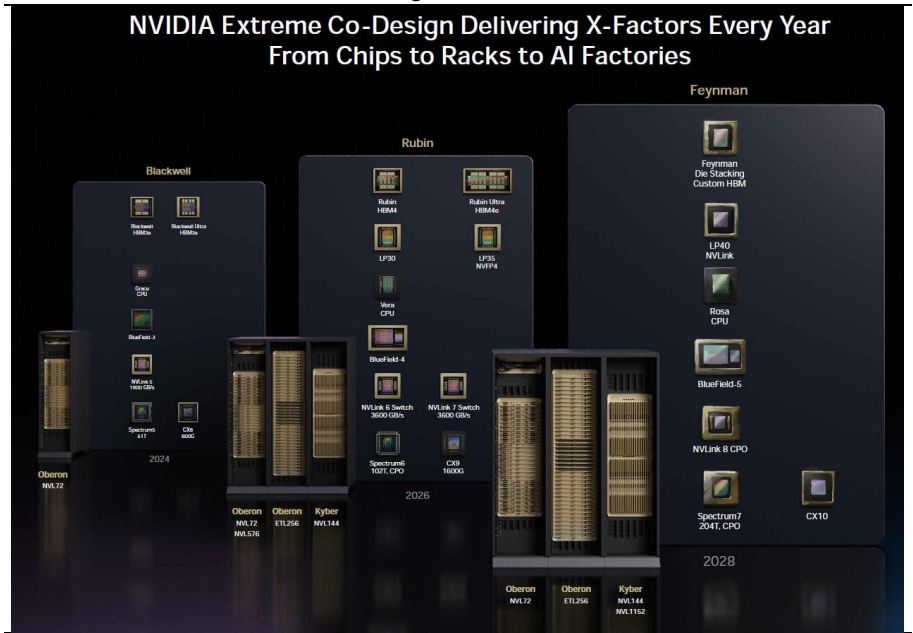 NVIDIA Extreme Co-Design Delivering X-Factors Every Year
From Chips to Racks to AI Factories
Blackwell
Blackwell
HBM3e
Blackwell Ultra
HBM3e
Grace
CPU
BlueField-3
NVLink 5
1800 GB/s
Spectrum5
51T
CX8
800G
2024
Oberon
NVL72
Rubin
Rubin
HBM4
Rubin Ultra
HBM4e
LP30
LP35
NVFP4
Vera
CPU
BlueField-4
NVLink 6 Switch
3600 GB/s
NVLink 7 Switch
3600 GB/s
Spectrum6
102T, CPO
CX9
1600G
2026
Oberon
NVL72
NVL576
Oberon
ETL256
Kyber
NVL144
Feynman
Feynman
Die Stacking
Custom HBM
LP40
NVLink
Rosa
CPU
BlueField-5
NVLink 8 CPO
Spectrum7
204T, CPO
CX10
2028
Oberon
NVL72
Oberon
ETL256
Kyber
NVL144
NVL1152